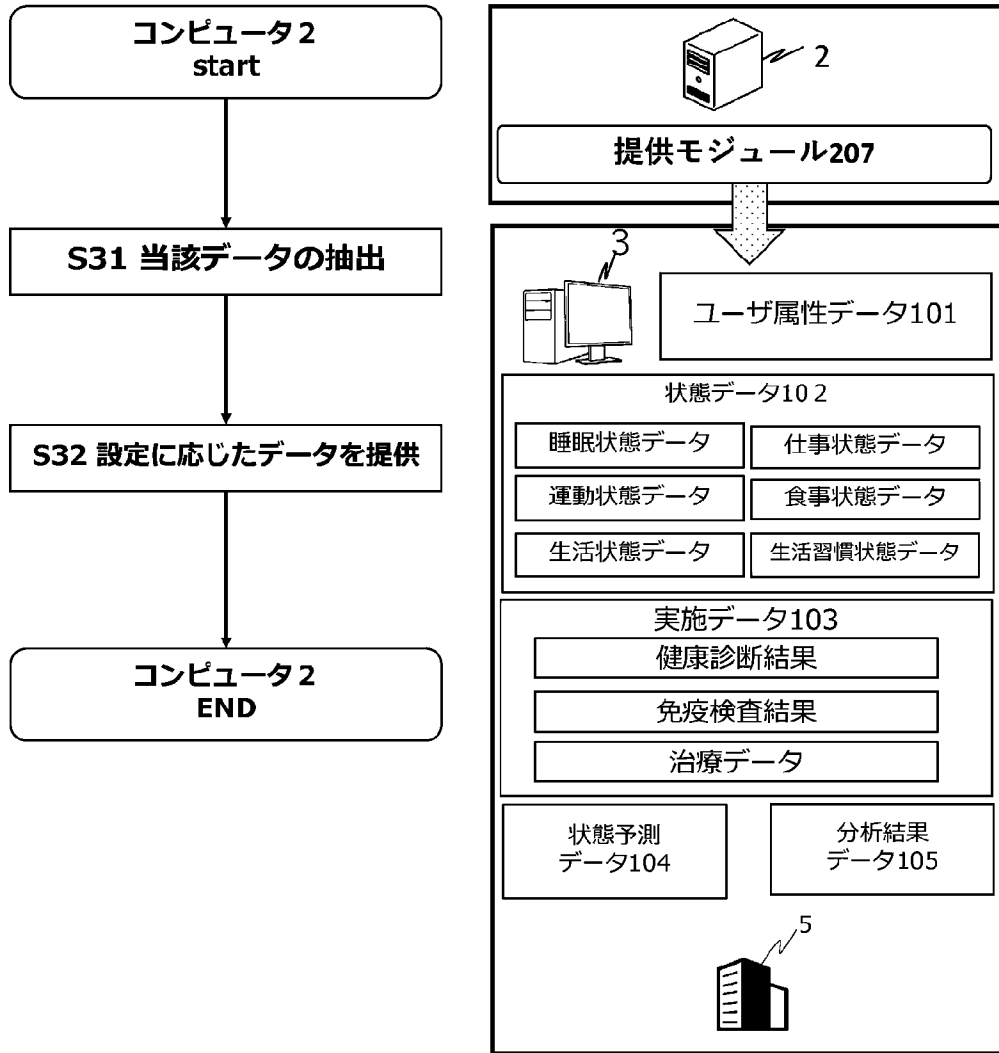 コンピュータ2
start
S31 当該データの抽出
S32 設定に応じたデータを提供
コンピュータ2
END
2
提供モジュール207
3
ユーザ属性データ101
状態データ10２
睡眠状態データ
仕事状態データ
運動状態データ
食事状態データ
生活状態データ
生活習慣状態データ
実施データ103
健康診断結果
免疫検査結果
治療データ
状態予測
データ104
分析結果
データ105
5